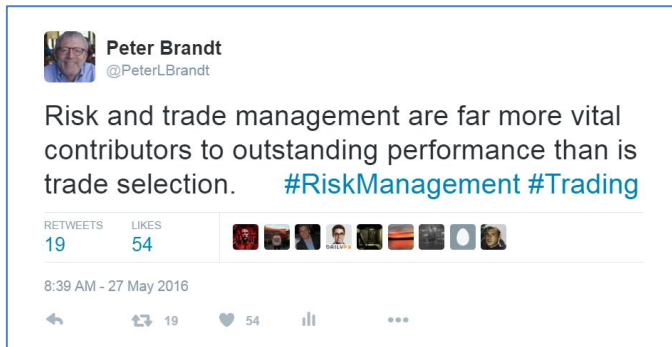 Peter Brandt
@PeterLBrandt
Risk and trade management are far more vital
contributors to outstanding performance than is
trade selection. #RiskManagement #Trading
RETWEETS LIKES
19 54
8:39 AM - 27 May 2016
19 54